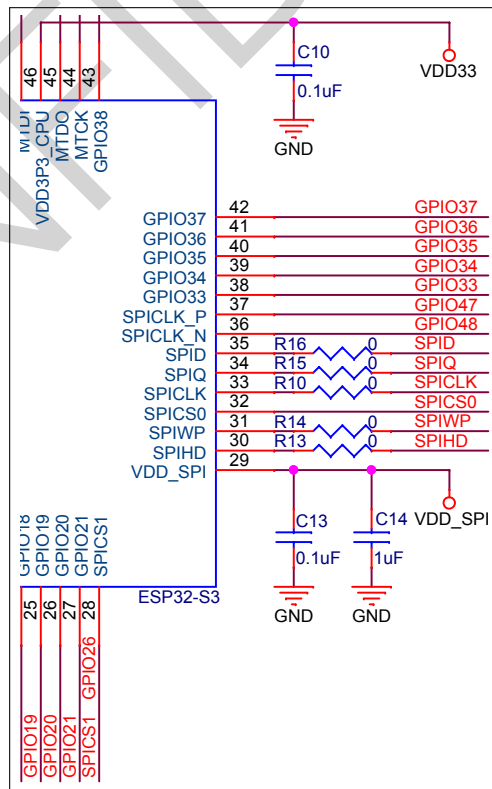 46
45
44
43
MTDI
VDD3P3_CPU
MTDO
MTCK
GPIO38
C10
0.1uF
GND
VDD33
GPIO37 42 GPIO37
GPIO36 41 GPIO36
GPIO35 40 GPIO35
GPIO34 39 GPIO34
GPIO33 38 GPIO33
SPICLK_P 37 GPIO47
SPICLK_N 36 GPIO48
SPID 35 R16 0 SPID
SPIQ 34 R15 0 SPIQ
SPICLK 33 R10 0 SPICLK
SPICS0 32 SPICS0
SPIWP 31 R14 0 SPIWP
SPIHD 30 R13 0 SPIHD
VDD_SPI 29
C13
0.1uF
GND
C14
1uF
GND
VDD_SPI
GPIO18
GPIO19
GPIO20
GPIO21
SPICS1
ESP32-S3
25
26
27
28
GPIO19
GPIO20
GPIO21
SPICS1
GPIO26